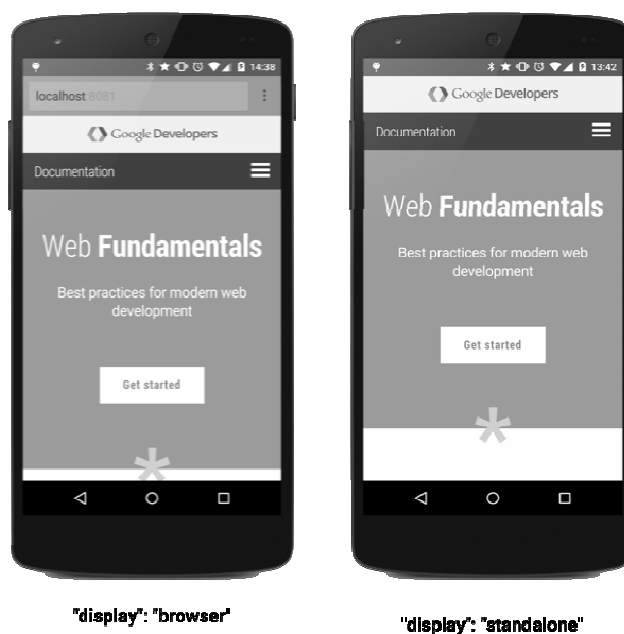 14:38
localhost:8081
Google Developers
Documentation
Web Fundamentals
Best practices for modern web
development
Get started
"display": "browser"
13:42
Google Developers
Documentation
Web Fundamentals
Best practices for modern web
development
Get started
"display": "standalone"